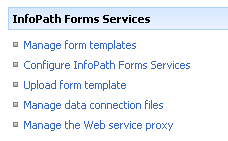 InfoPath Forms Services
Manage form templates
Configure InfoPath Forms Services
Upload form template
Manage data connection files
Manage the Web service proxy